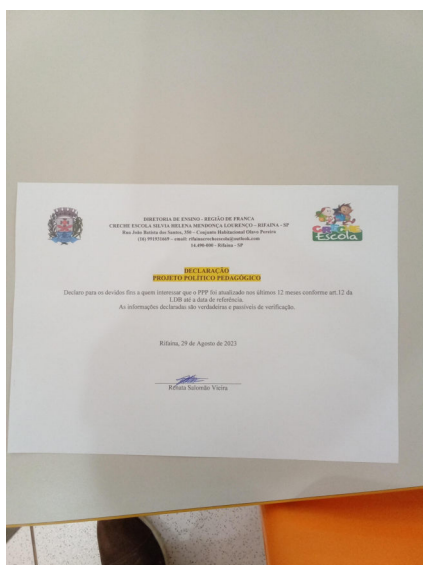 DIRETORIA DE ENSINO - REGIÃO DE FRANCA
CRECHE ESCOLA SILVIA HELENA MENDONÇA LOURENÇO - RIFAINA - SP
Rua João Batista dos Santos, 350 – Conjunto Habitacional Olavo Pereira
14.490-000 - Rifaina - SP
CRECHE
Escola
DECLARAÇÃO
PROJETO POLÍTICO PEDAGÓGICO
Declaro para os devidos fins a quem interessar que o PPP foi atualizado nos últimos 12 meses conforme art.12 da
LDB até a data de referência.
As informações declaradas são verdadeiras e passíveis de verificação.
Rifaina, 29 de Agosto de 2023
Renata Salomão Vieira